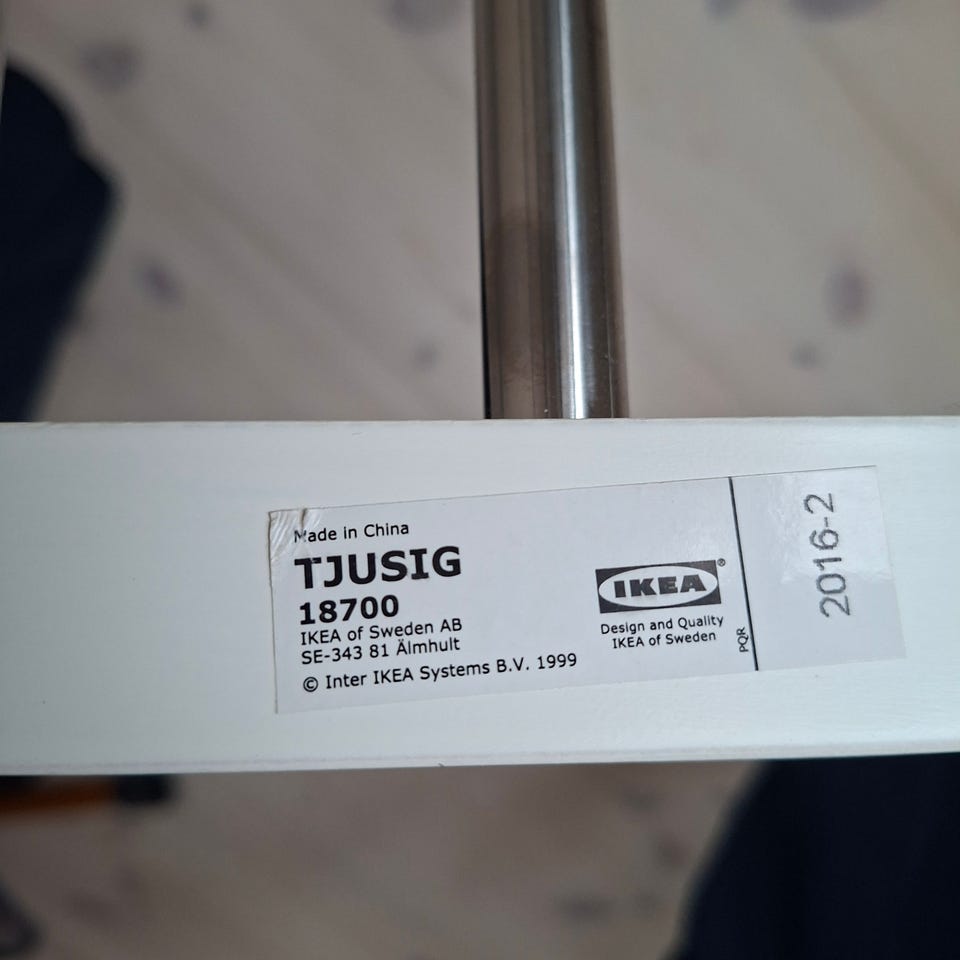 Made in China
TJUSIG
18700
IKEA of Sweden AB
SE-343 81 Älmhult
© Inter IKEA Systems B.V. 1999
IKEA®
Design and Quality
IKEA of Sweden
PQR
2016-2